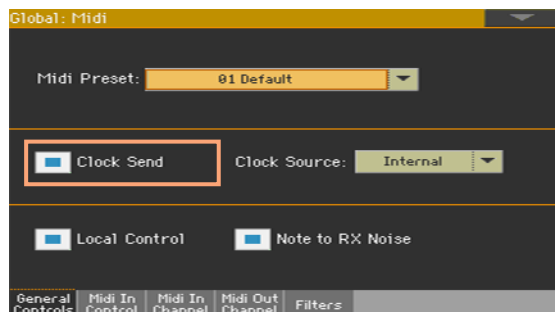 Global: Midi
Midi Preset: 01 Default
Clock Send Clock Source: Internal
Local Control Note to RX Noise
General Controls Midi In Control Midi In Channel Midi Out Channel Filters